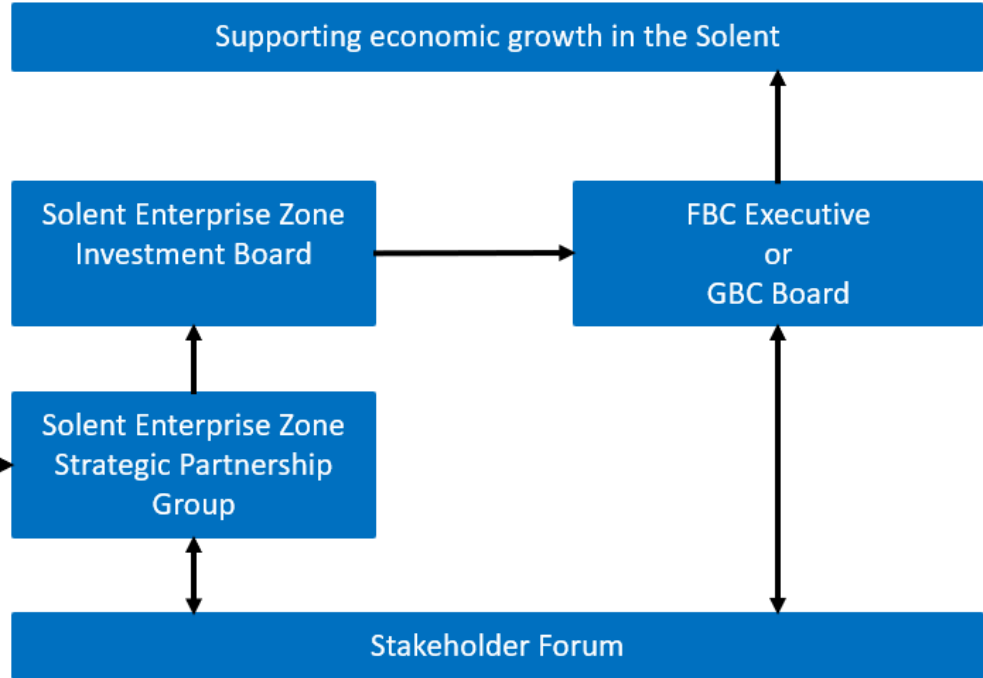 Supporting economic growth in the Solent
Solent Enterprise Zone
Investment Board
FBC Executive
or
GBC Board
Solent Enterprise Zone
Strategic Partnership
Group
Stakeholder Forum